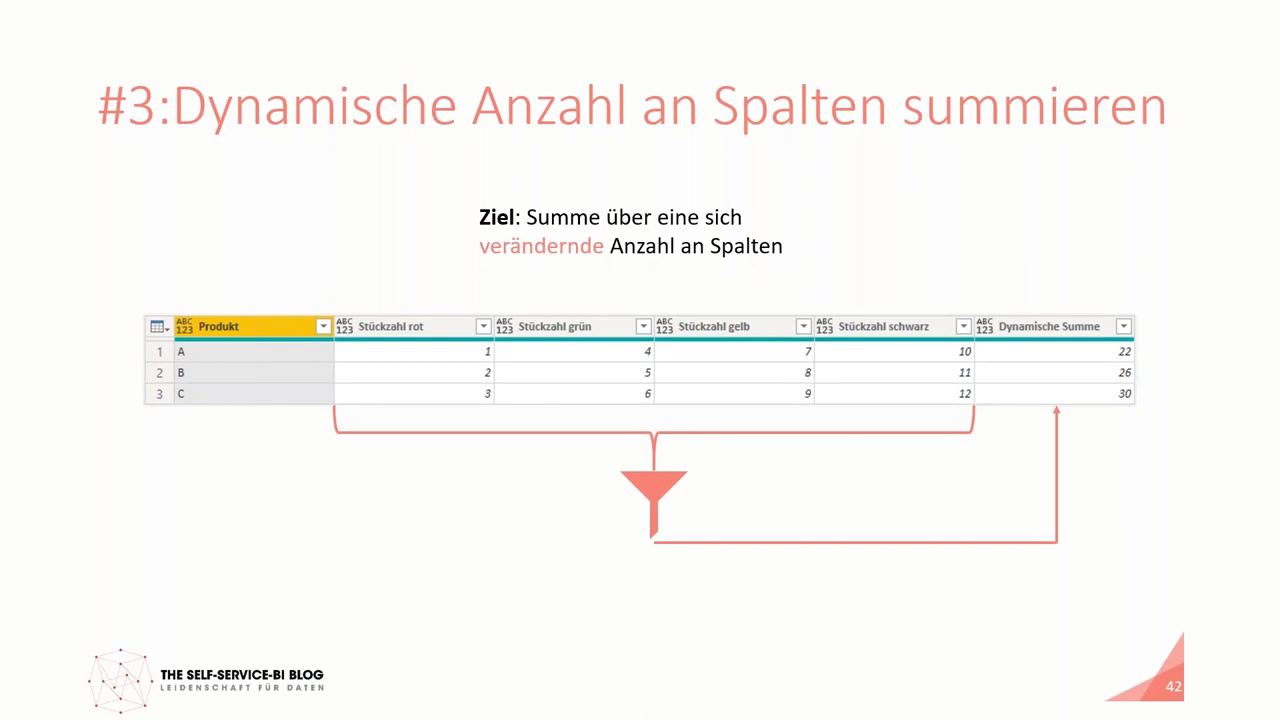 #3:Dynamische Anzahl an Spalten summieren
Ziel: Summe über eine sich
verändernde Anzahl an Spalten
ABC 123 Produkt ABC 123 Stückzahl rot ABC 123 Stückzahl grün ABC 123 Stückzahl gelb ABC 123 Stückzahl schwarz ABC 123 Dynamische Summe
1 A 1 4 7 10 22
2 B 2 5 8 11 26
3 C 3 6 9 12 30
THE SELF-SERVICE-BI BLOG
LEIDENSCHAFT FÜR DATEN
42